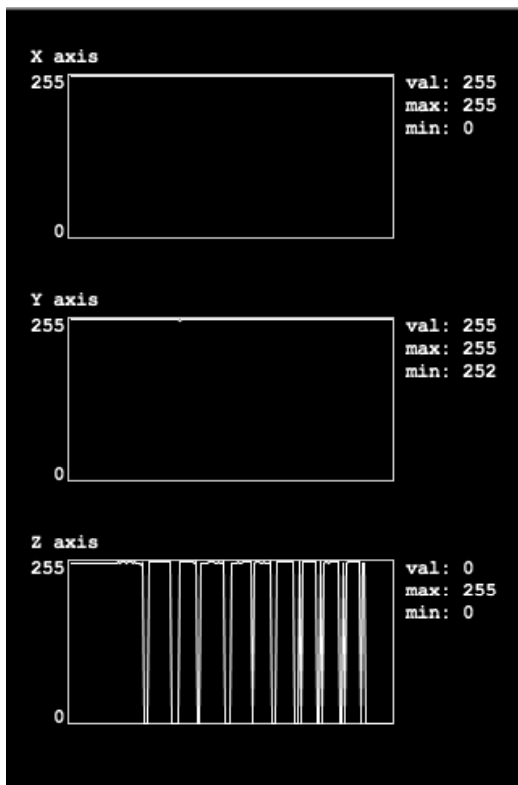 X axis
255
val: 255
max: 255
min: 0
0
Y axis
255
val: 255
max: 255
min: 252
0
Z axis
255
val: 0
max: 255
min: 0
0